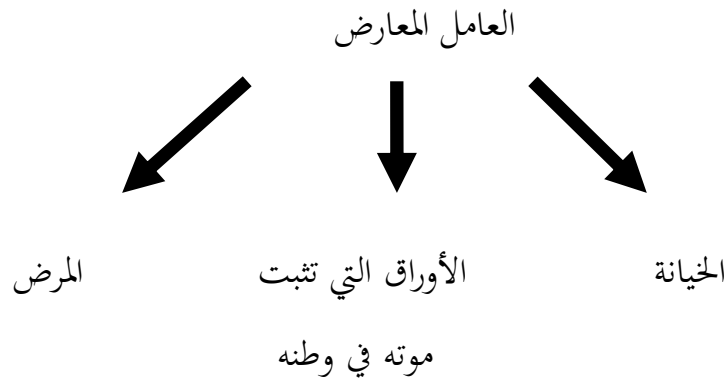 العامل المعارض
الخيانة
الأوراق التي تثبت
موته في وطنه
المرض